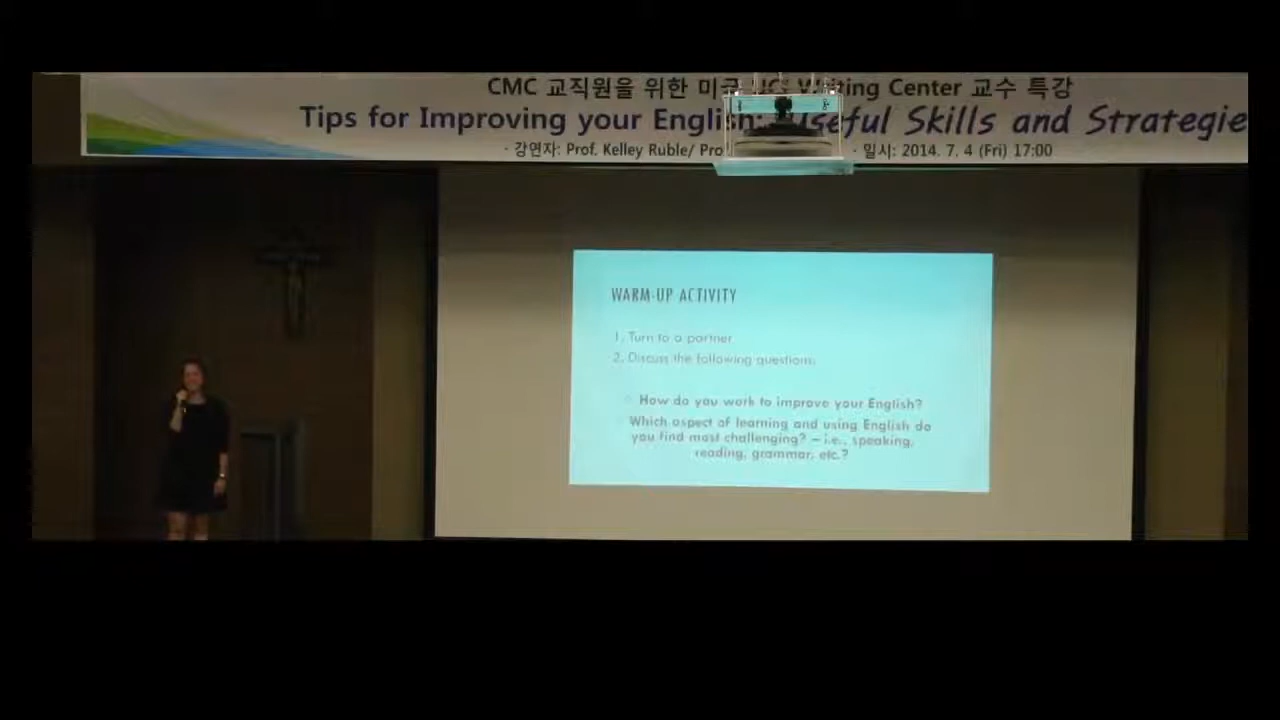 CMC 교직원을 위한 미국 UCI Writing Center 교수 특강
Tips for Improving your English: Useful Skills and Strategie
· 강연자: Prof. Kelley Ruble/ Pro
· 일시: 2014. 7. 4 (Fri) 17:00
WARM-UP ACTIVITY
1. Turn to a partner
2. Discuss the following questions:
How do you work to improve your English?
Which aspect of learning and using English do
you find most challenging? – i.e., speaking,
reading, grammar, etc.?